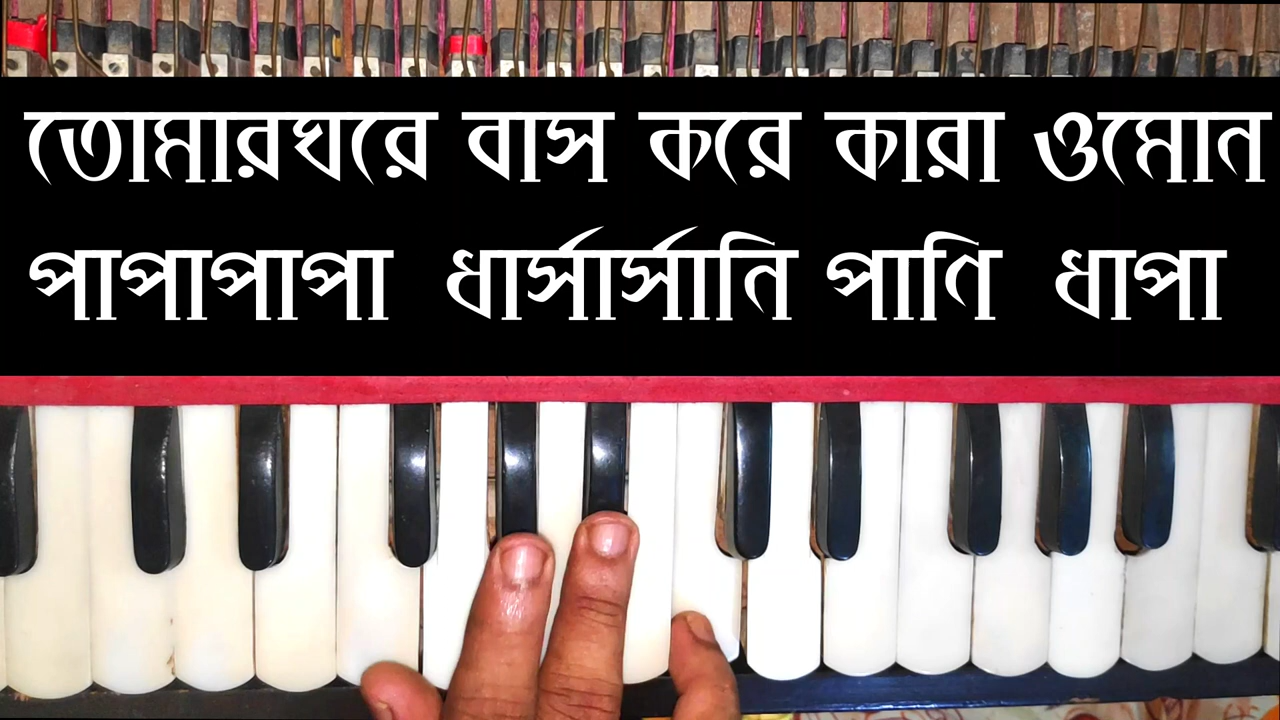 তোমারঘরে বাস করে কারা ওমোন
পাপাপাপা ধার্সার্সানি পাণি ধাপা